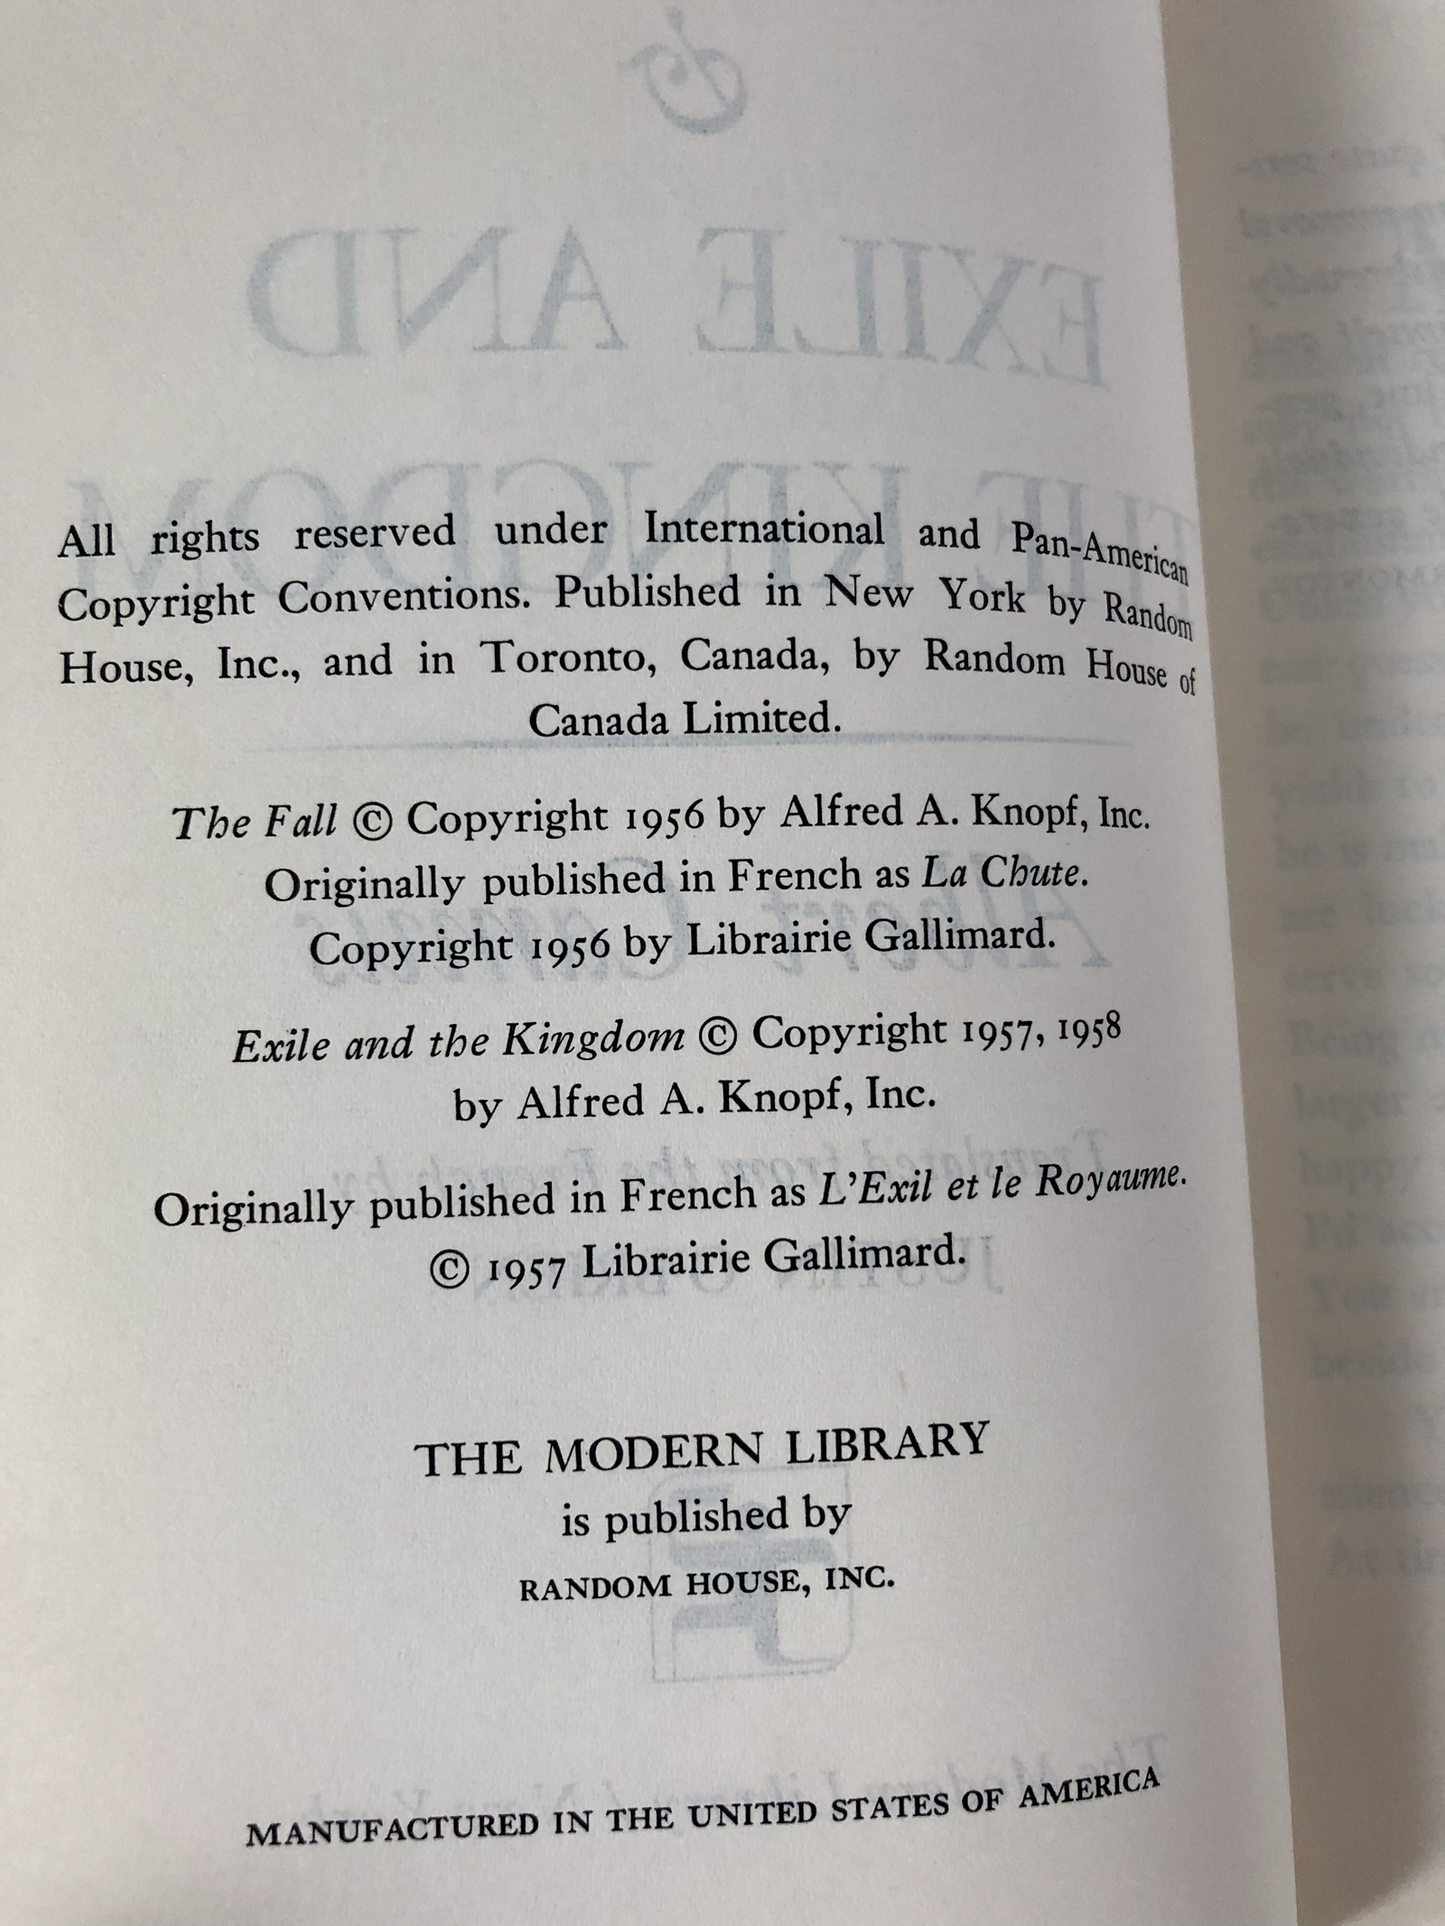 All rights reserved under International and Pan-American
Copyright Conventions. Published in New York by Random
House, Inc., and in Toronto, Canada, by Random House of
Canada Limited.
The Fall © Copyright 1956 by Alfred A. Knopf, Inc.
Originally published in French as La Chute.
Copyright 1956 by Librairie Gallimard.
Exile and the Kingdom © Copyright 1957, 1958
by Alfred A. Knopf, Inc.
Originally published in French as L'Exil et le Royaume.
© 1957 Librairie Gallimard.
THE MODERN LIBRARY
is published by
RANDOM HOUSE, INC.
MANUFACTURED IN THE UNITED STATES OF AMERICA